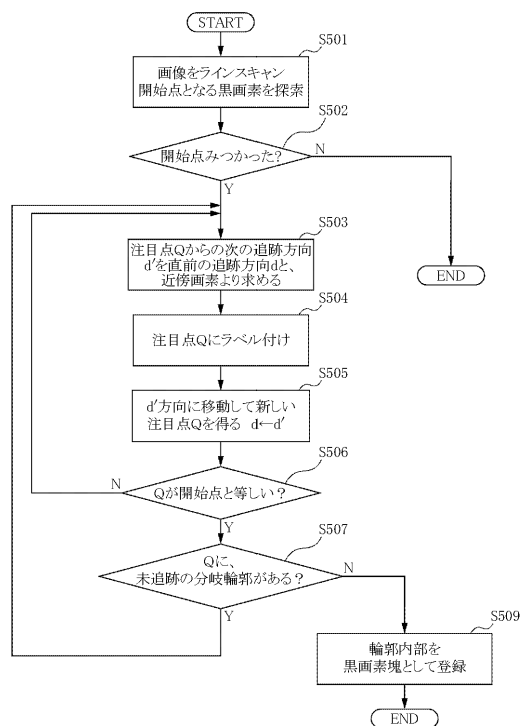 START
S501
画像をラインスキャン
開始点となる黒画素を探索
S502
開始点みつかった?
N
Y
S503
注目点Qからの次の追跡方向
d′を直前の追跡方向dと、
近傍画素より求める
END
S504
注目点Qにラベル付け
S505
d′方向に移動して新しい
注目点Qを得る d←d′
S506
N
Qが開始点と等しい?
Y
S507
Qに、
未追跡の分岐輪郭がある?
N
Y
S509
輪郭内部を
黒画素塊として登録
END